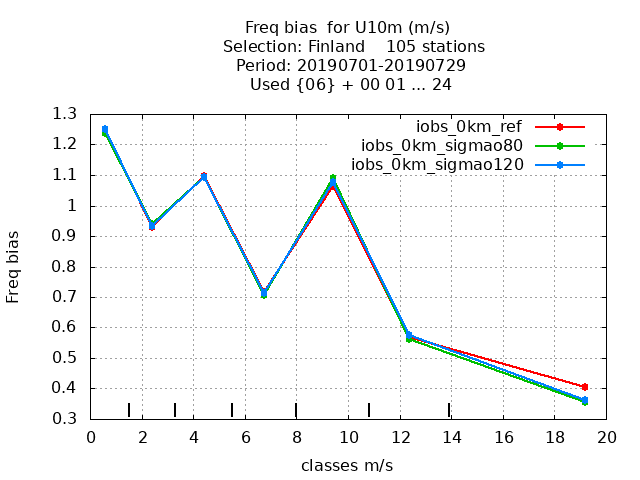 Freq bias  for U10m (m/s)
Selection: Finland    105 stations
Period: 20190701-20190729
Used {06} + 00 01 ... 24
iobs_0km_ref
iobs_0km_sigmao80
iobs_0km_sigmao120
1.3
1.2
1.1
1
0.9
0.8
0.7
0.6
0.5
0.4
0.3
Freq bias
0 2 4 6 8 10 12 14 16 18 20
classes m/s